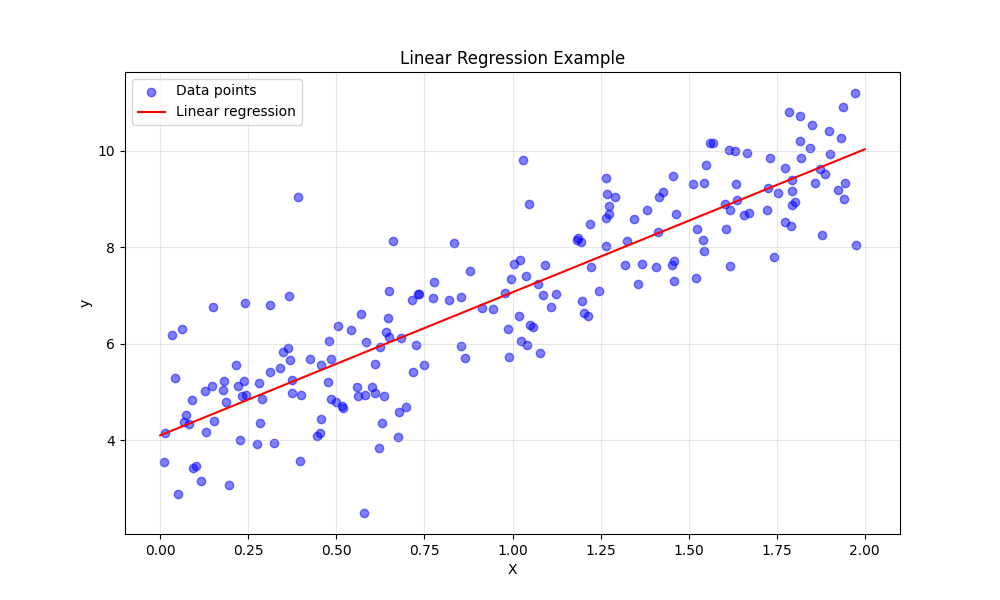 Linear Regression Example
Data points
Linear regression
10
8
6
4
y
0.00 0.25 0.50 0.75 1.00 1.25 1.50 1.75 2.00
X